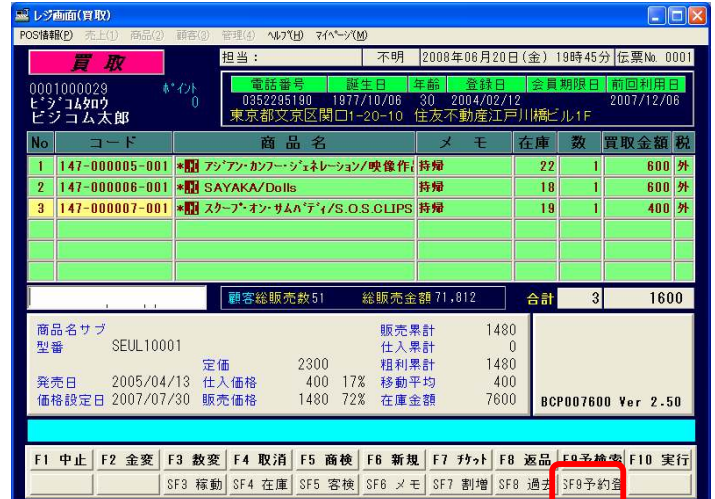 レジ画面(買取)
POS情報(P) 売上(1) 商品(2) 顧客(3) 管理(4) ヘルプ(H) マイページ(M)
買取 担当： 不明 2008年06月20日(金) 19時45分 伝票No. 0001
0001000029 ポイント 電話番号 誕生日 年齢 登録日 会員期限日 前回利用日
ビジコムタロウ 0 0352295190 1977/10/06 30 2004/02/12 2007/12/06
ビジコム太郎 東京都文京区関口1-20-10 住友不動産江戸川橋ビル1F
No コード 商品名 メモ 在庫 数 買取金額 税
1 147-000005-001 アジアン・カンフー・ジェネレーション/映像作品 持帰 22 1 600 外
2 147-000006-001 SAYAKA/Dolls 持帰 18 1 600 外
3 147-000007-001 スクープ・オン・サムバディ/S.O.S.CLIPS 持帰 19 1 400 外
顧客総販売数51 総販売金額71,812 合計 3 1600
商品名サブ 販売累計 1480
型番 SEUL10001 仕入累計 0
定価 2300 粗利累計 1480
発売日 2005/04/13 仕入価格 400 17% 移動平均 400
価格設定日 2007/07/30 販売価格 1480 72% 在庫金額 7600 BCP007600 Ver 2.50
F1 中止 F2 金変 F3 数変 F4 取消 F5 商検 F6 新規 F7 チケット F8 返品 F9予検索 F10 実行
SF3 稼動 SF4 在庫 SF5 客検 SF6 メモ SF7 割増 SF8 過去 SF9予約登